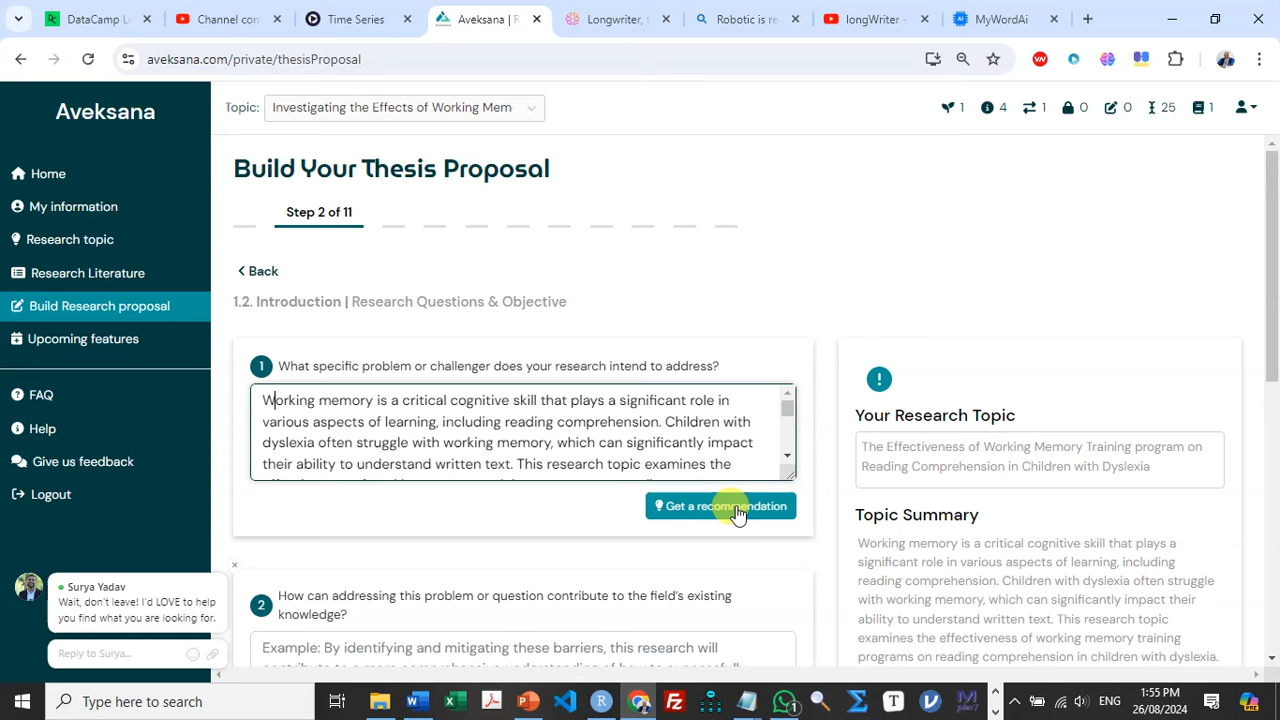 DataCamp L
Channel com
Time Series
Aveksana | R
Longwriter,
Robotic is re
longWriter -
MyWordAi
aveksana.com/private/thesisProposal
Aveksana
Topic: Investigating the Effects of Working Mem
1 4 1 0 0 25 1
Home
My information
Research topic
Research Literature
Build Research proposal
Upcoming features
FAQ
Help
Give us feedback
Logout
Build Your Thesis Proposal
Step 2 of 11
Back
1.2. Introduction | Research Questions & Objective
1 What specific problem or challenger does your research intend to address?
Working memory is a critical cognitive skill that plays a significant role in
various aspects of learning, including reading comprehension. Children with
dyslexia often struggle with working memory, which can significantly impact
their ability to understand written text. This research topic examines the
Get a recommendation
2 How can addressing this problem or question contribute to the field's existing
knowledge?
Example: By identifying and mitigating these barriers, this research will
Your Research Topic
The Effectiveness of Working Memory Training program on
Reading Comprehension in Children with Dyslexia
Topic Summary
Working memory is a critical cognitive skill that plays a
significant role in various aspects of learning, including
reading comprehension. Children with dyslexia often struggle
with working memory, which can significantly impact their
ability to understand written text. This research topic
examines the effectiveness of working memory training
programs on reading comprehension in children with dyslexia.
Surya Yadav
Wait, don't leave! I'd LOVE to help
you find what you are looking for.
Reply to Surya...
Type here to search
ENG
1:55 PM
26/08/2024